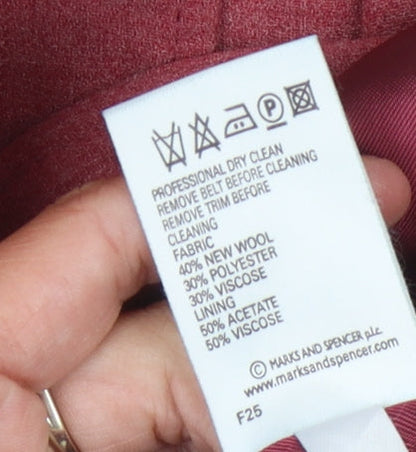 P
PROFESSIONAL DRY CLEAN
REMOVE BELT BEFORE CLEANING
REMOVE TRIM BEFORE
CLEANING
FABRIC
40% NEW WOOL
30% POLYESTER
30% VISCOSE
LINING
50% ACETATE
50% VISCOSE
© MARKS AND SPENCER p.l.c.
www.marksandspencer.com
F25